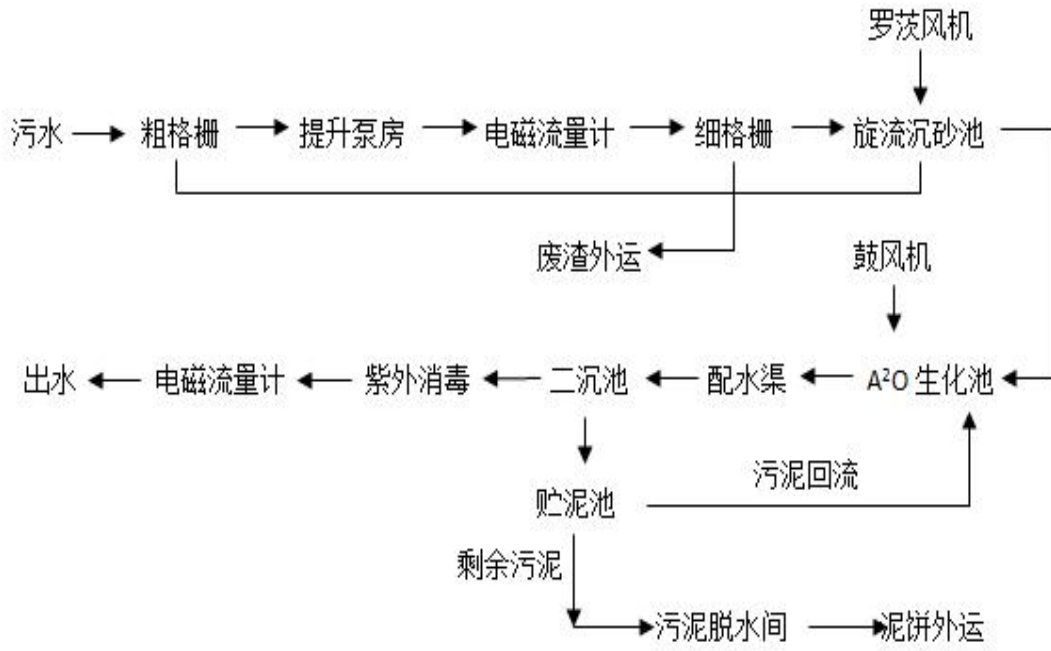 罗茨风机
污水 粗格栅 提升泵房 电磁流量计 细格栅 旋流沉砂池
废渣外运 鼓风机
出水 电磁流量计 紫外消毒 二沉池 配水渠 A²O 生化池
污泥回流
贮泥池
剩余污泥
污泥脱水间 泥饼外运